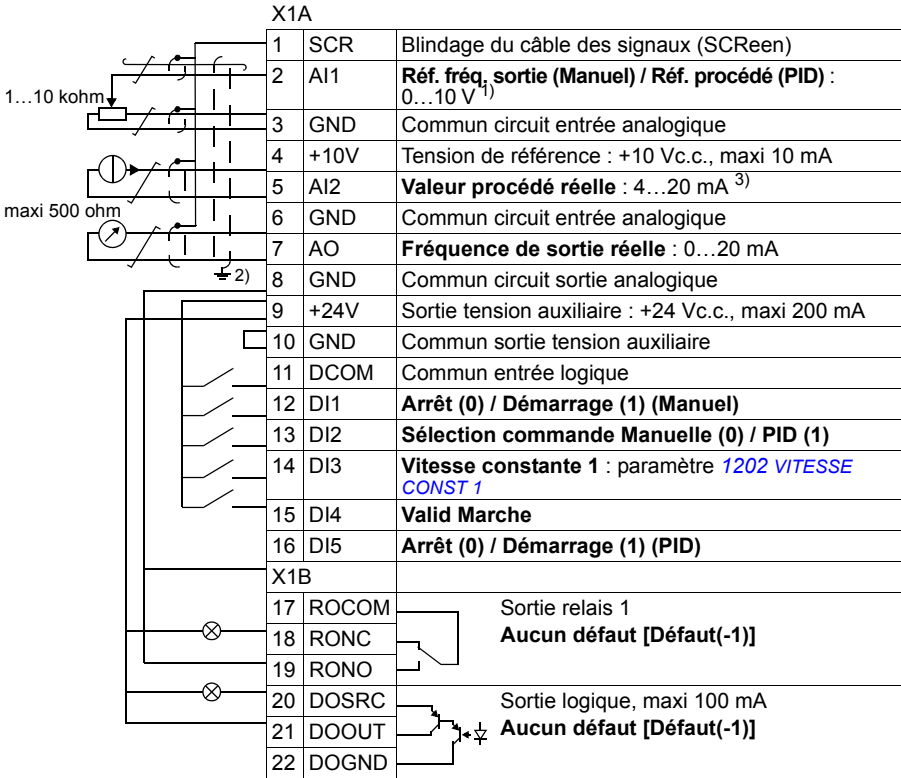 X1A
1 SCR Blindage du câble des signaux (SCReen)
2 AI1 Réf. fréq. sortie (Manuel) / Réf. procédé (PID) :
0…10 V 1)
1…10 kohm
3 GND Commun circuit entrée analogique
4 +10V Tension de référence : +10 Vc.c., maxi 10 mA
5 AI2 Valeur procédé réelle : 4…20 mA 3)
maxi 500 ohm
6 GND Commun circuit entrée analogique
7 AO Fréquence de sortie réelle : 0…20 mA
2)
8 GND Commun circuit sortie analogique
9 +24V Sortie tension auxiliaire : +24 Vc.c., maxi 200 mA
10 GND Commun sortie tension auxiliaire
11 DCOM Commun entrée logique
12 DI1 Arrêt (0) / Démarrage (1) (Manuel)
13 DI2 Sélection commande Manuelle (0) / PID (1)
14 DI3 Vitesse constante 1 : paramètre 1202 VITESSE
CONST 1
15 DI4 Valid Marche
16 DI5 Arrêt (0) / Démarrage (1) (PID)
X1B
17 ROCOM Sortie relais 1
18 RONC Aucun défaut [Défaut(-1)]
19 RONO
20 DOSRC Sortie logique, maxi 100 mA
21 DOOUT Aucun défaut [Défaut(-1)]
22 DOGND